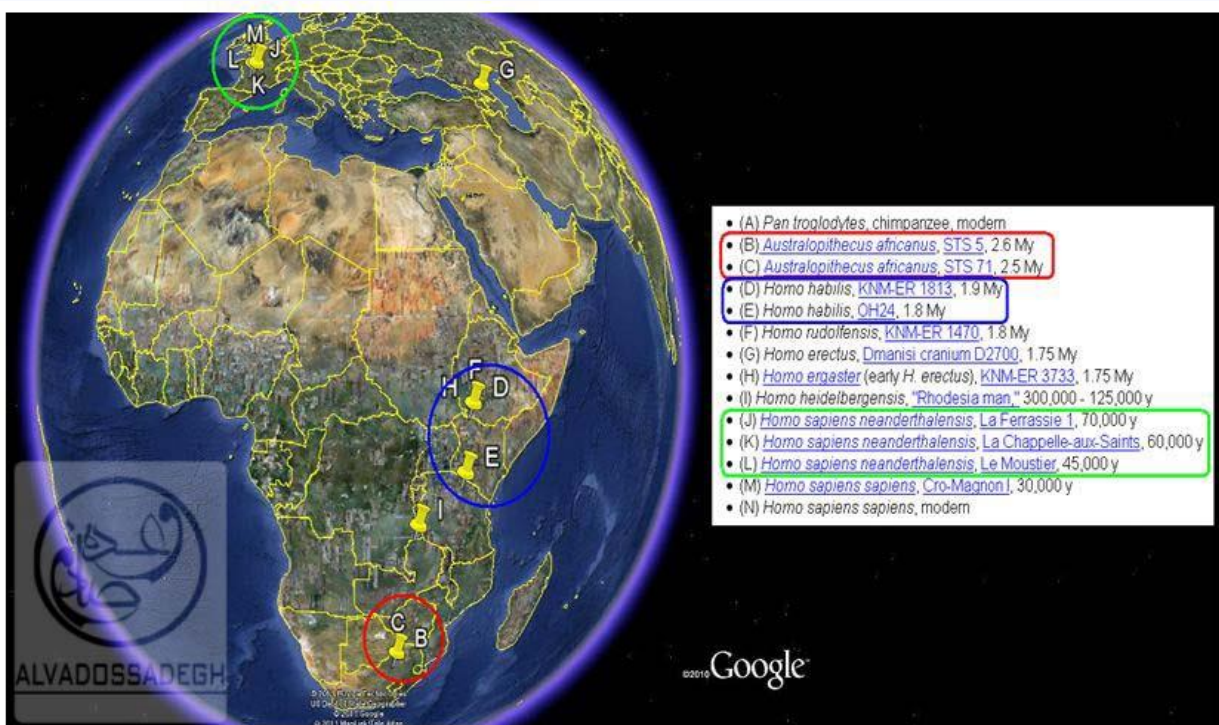 M
L
J
K
G
F
H
D
E
I
C
B
• (A) Pan troglodytes, chimpanzee, modern
• (B) Australopithecus africanus, STS 5, 2.6 My
• (C) Australopithecus africanus, STS 71, 2.5 My
• (D) Homo habilis, KNM-ER 1813, 1.9 My
• (E) Homo habilis, OH24, 1.8 My
• (F) Homo rudolfensis, KNM-ER 1470, 1.8 My
• (G) Homo erectus, Dmanisi cranium D2700, 1.75 My
• (H) Homo ergaster (early H. erectus), KNM-ER 3733, 1.75 My
• (I) Homo heidelbergensis, "Rhodesia man," 300,000 - 125,000 y
• (J) Homo sapiens neanderthalensis, La Ferrassie 1, 70,000 y
• (K) Homo sapiens neanderthalensis, La Chappelle-aux-Saints, 60,000 y
• (L) Homo sapiens neanderthalensis, Le Moustier, 45,000 y
• (M) Homo sapiens sapiens, Cro-Magnon I, 30,000 y
• (N) Homo sapiens sapiens, modern
ALVADOSSADEGH
©2010 Google